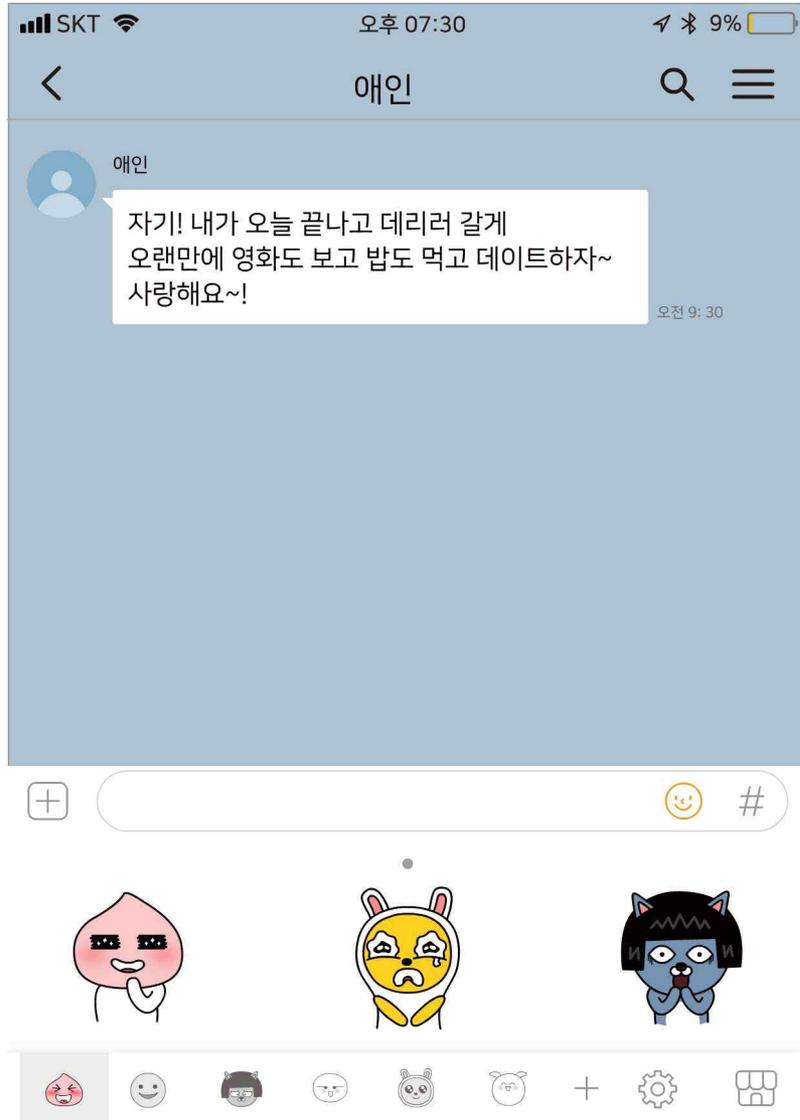 SKT 오후 07:30 9%
애인
애인
자기! 내가 오늘 끝나고 데리러 갈게
오랜만에 영화도 보고 밥도 먹고 데이트하자~
사랑해요~!
오전 9: 30
#